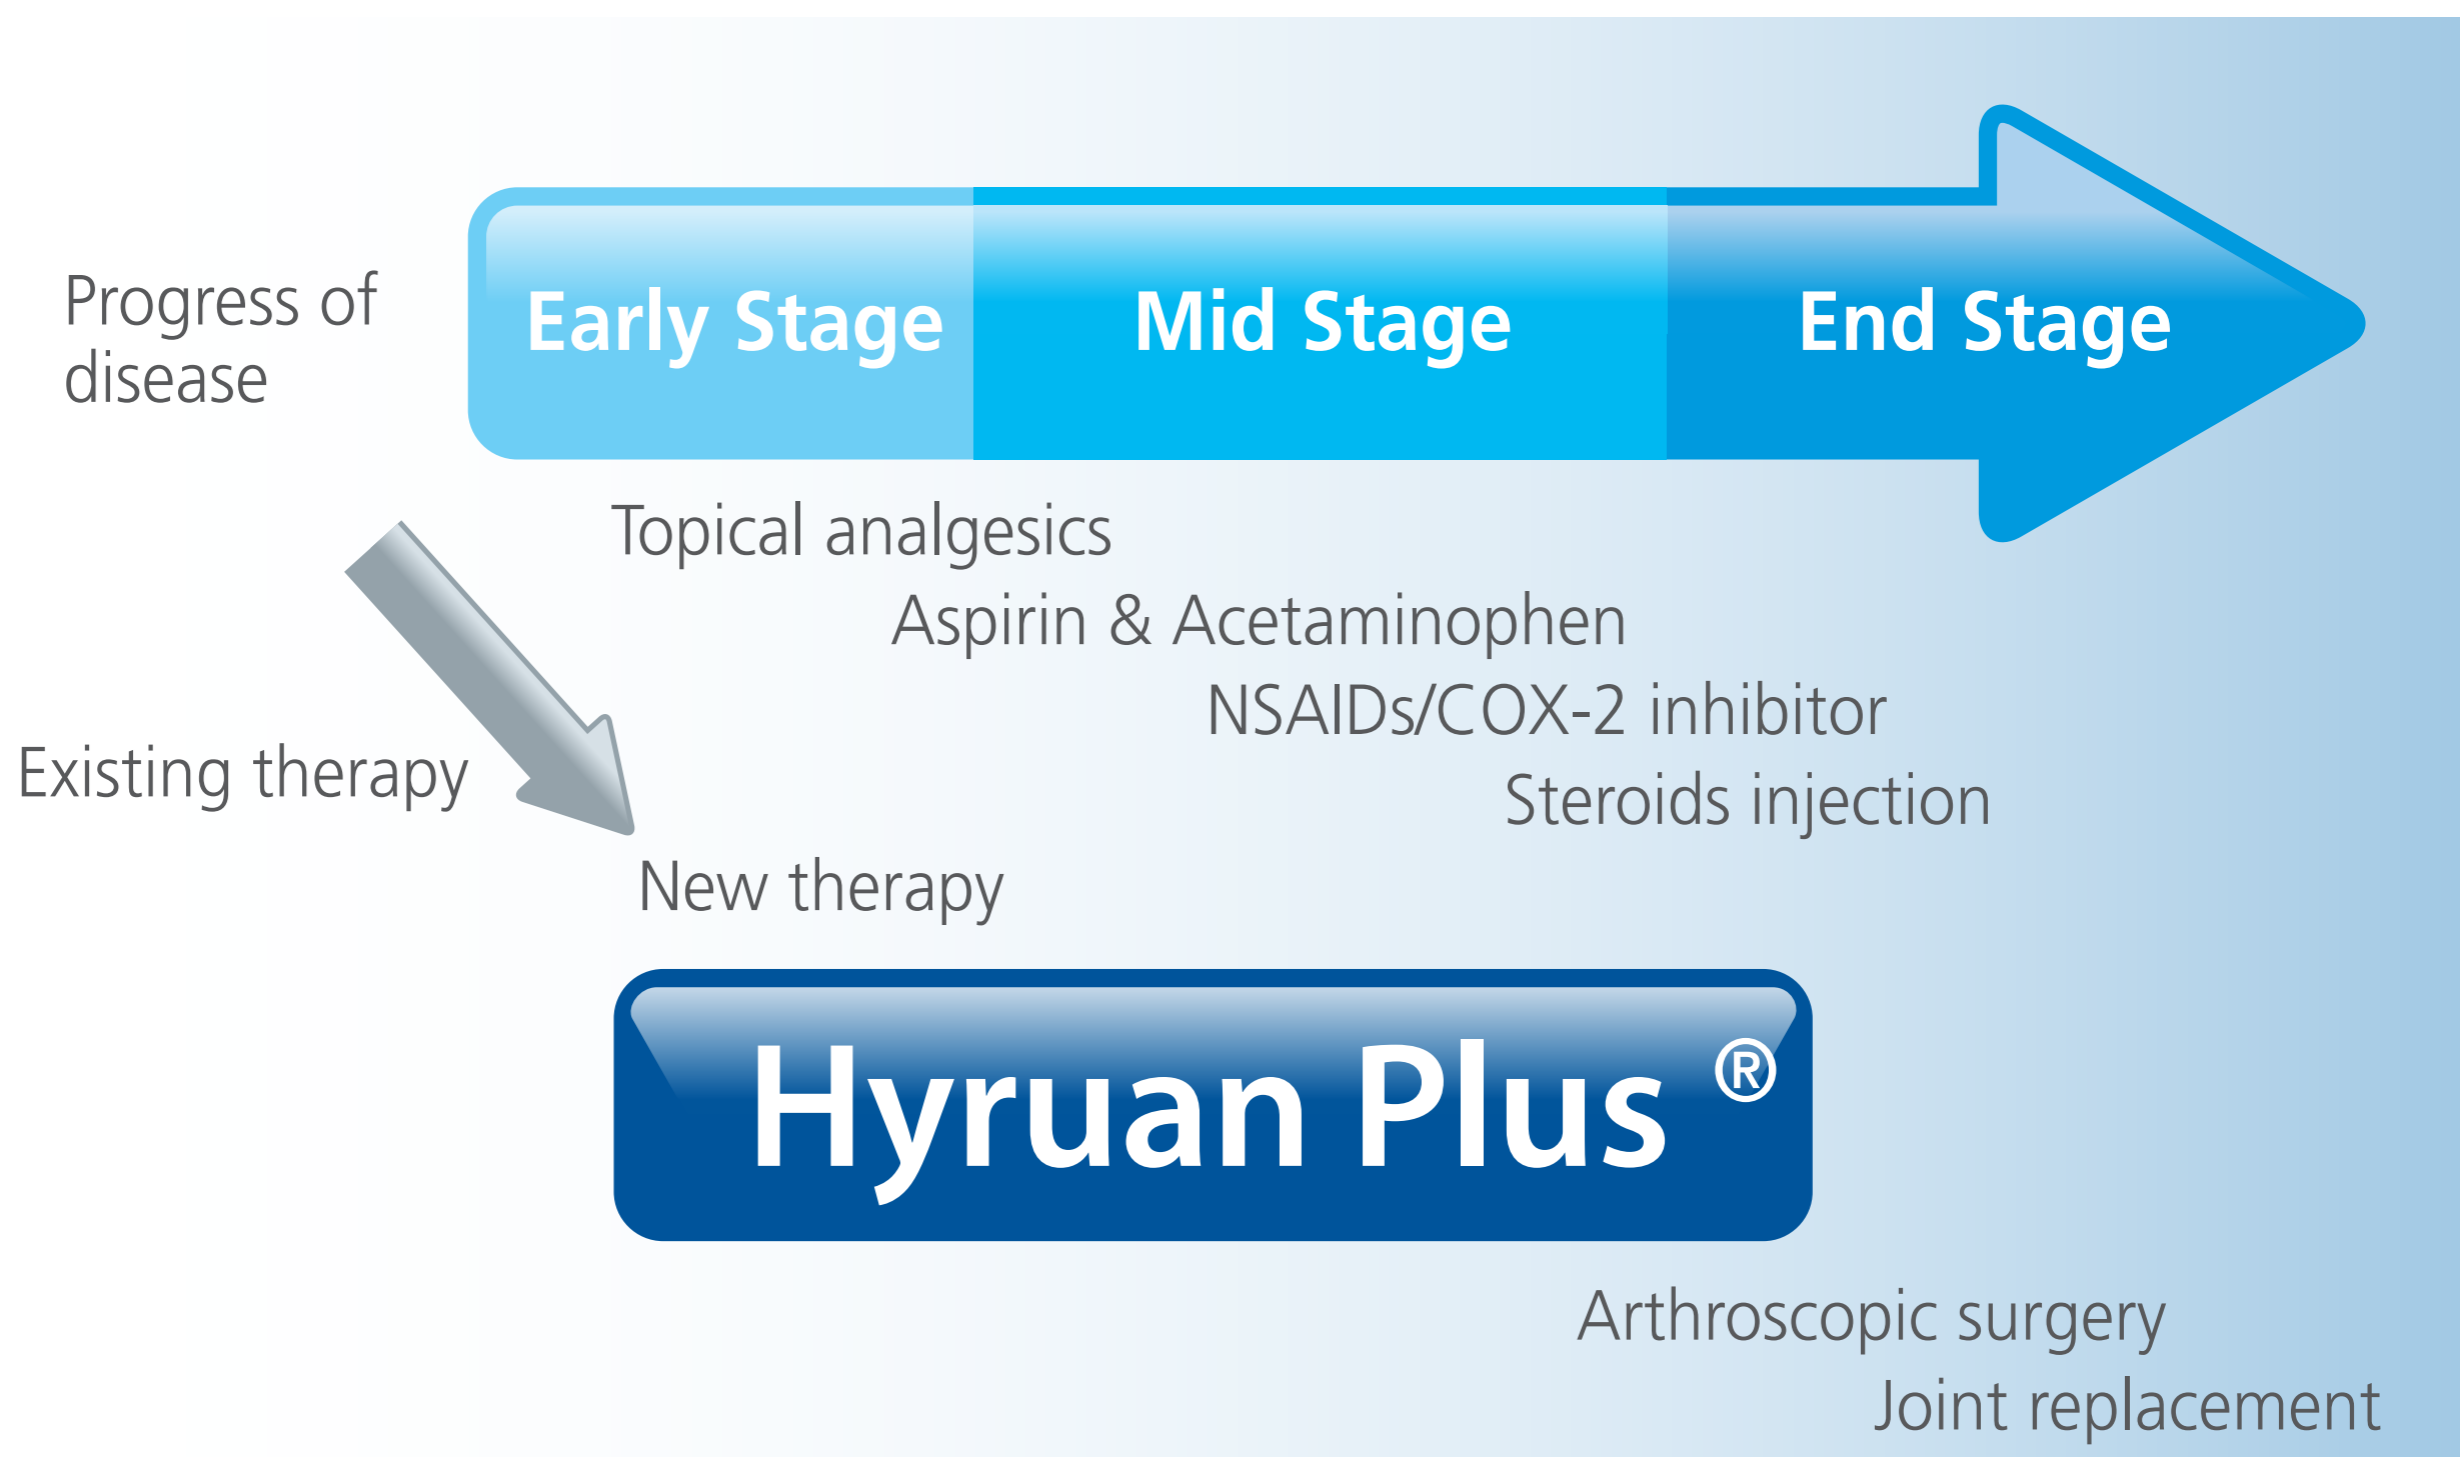 Progress of
disease
Early Stage
Mid Stage
End Stage
Topical analgesics
Aspirin & Acetaminophen
NSAIDs/COX-2 inhibitor
Steroids injection
Existing therapy
New therapy
Hyruan Plus ®
Arthroscopic surgery
Joint replacement